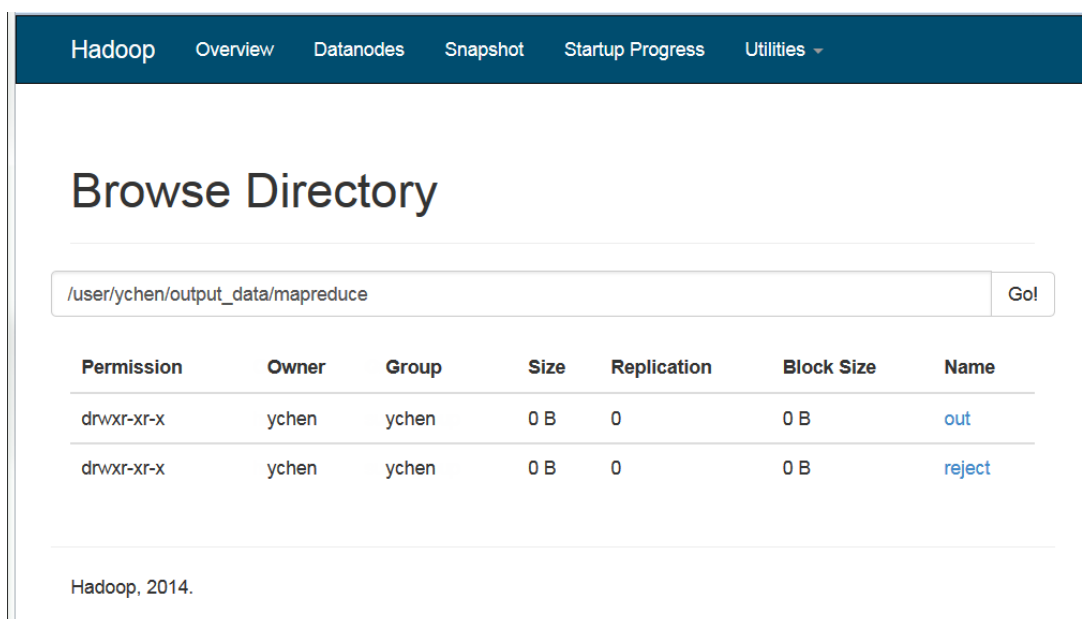 Hadoop Overview Datanodes Snapshot Startup Progress Utilities
Browse Directory
/user/ychen/output_data/mapreduce Go!
Permission Owner Group Size Replication Block Size Name
drwxr-xr-x ychen ychen 0 B 0 0 B out
drwxr-xr-x ychen ychen 0 B 0 0 B reject
Hadoop, 2014.